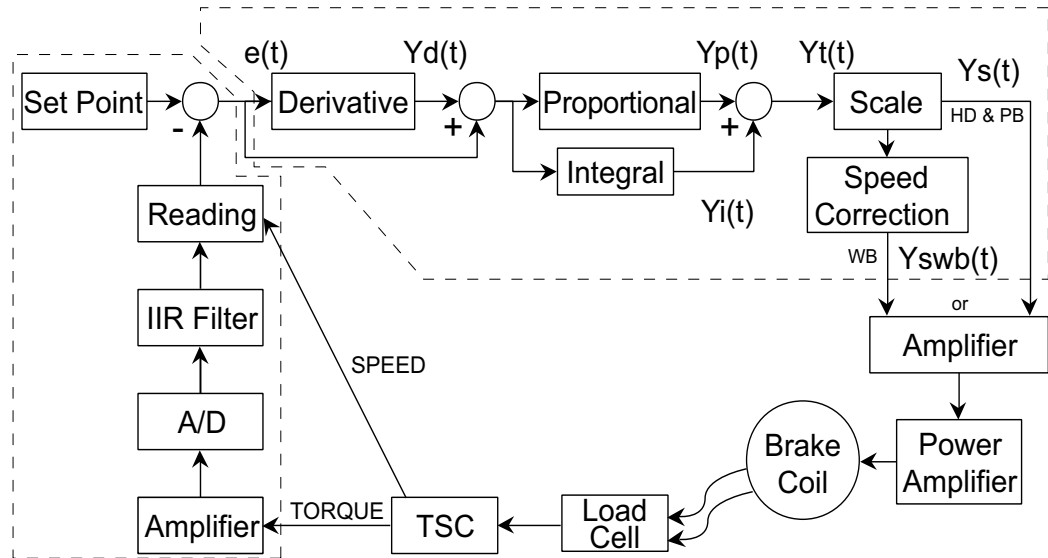 e(t)
Yd(t)
Yp(t)
Yt(t)
Ys(t)
Set Point
-
Derivative
+
Proportional
+
Scale
HD & PB
Integral
Yi(t)
Speed
Correction
WB
Yswb(t)
Reading
IIR Filter
SPEED
or
Amplifier
A/D
Brake
Coil
Power
Amplifier
Amplifier
TORQUE
TSC
Load
Cell